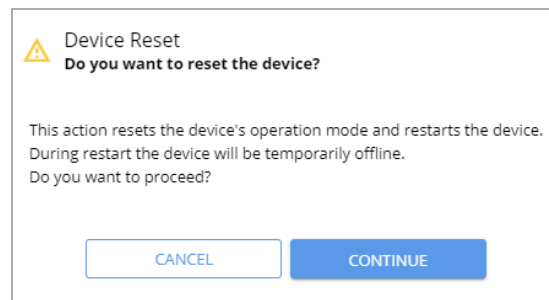 Device Reset
Do you want to reset the device?
This action resets the device's operation mode and restarts the device.
During restart the device will be temporarily offline.
Do you want to proceed?
CANCEL
CONTINUE